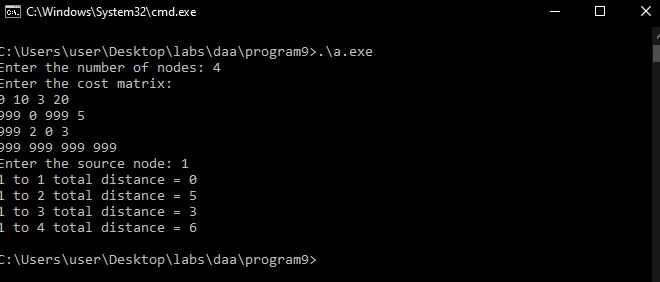 C:\Windows\System32\cmd.exe
C:\Users\user\Desktop\labs\daa\program9>.\a.exe
Enter the number of nodes: 4
Enter the cost matrix:
0 10 3 20
999 0 999 5
999 2 0 3
999 999 999 999
Enter the source node: 1
1 to 1 total distance = 0
1 to 2 total distance = 5
1 to 3 total distance = 3
1 to 4 total distance = 6
C:\Users\user\Desktop\labs\daa\program9>